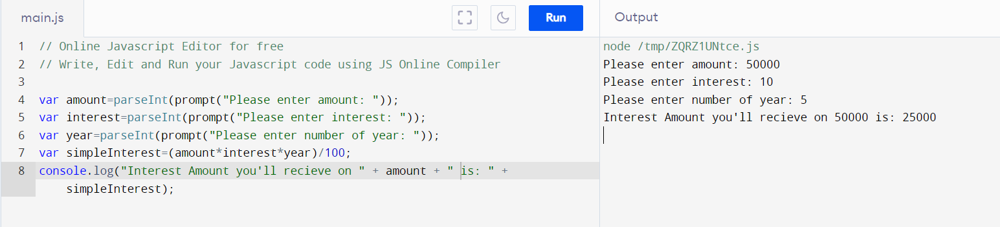 main.js
Run
Output
1 // Online Javascript Editor for free
2 // Write, Edit and Run your Javascript code using JS Online Compiler
3
4 var amount=parseInt(prompt("Please enter amount: "));
5 var interest=parseInt(prompt("Please enter interest: "));
6 var year=parseInt(prompt("Please enter number of year: "));
7 var simpleInterest=(amount*interest*year)/100;
8 console.log("Interest Amount you'll recieve on " + amount + " is: " +
simpleInterest);
node /tmp/ZQRZ1UNtce.js
Please enter amount: 50000
Please enter interest: 10
Please enter number of year: 5
Interest Amount you'll recieve on 50000 is: 25000